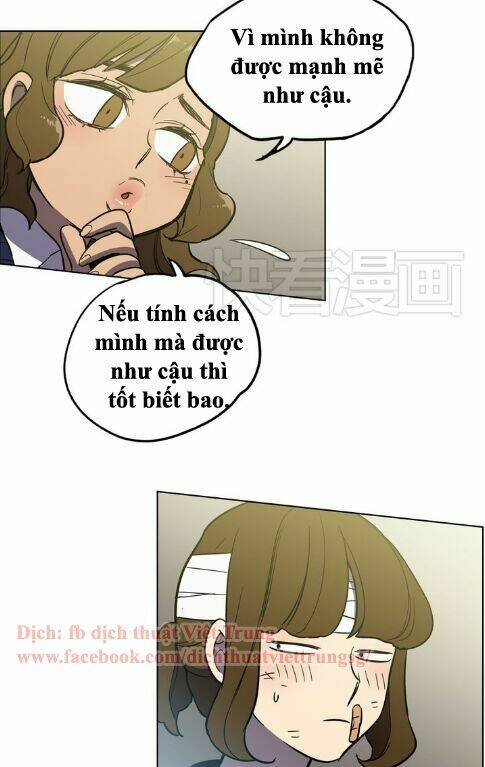 Vì mình không
được mạnh mẽ
như cậu.
快看漫画
Nếu tính cách
mình mà được
như cậu thì
tốt biết bao.
Dịch: fb dịch thuật Việt Trung
www.facebook.com/dichthuatviettrungsg/